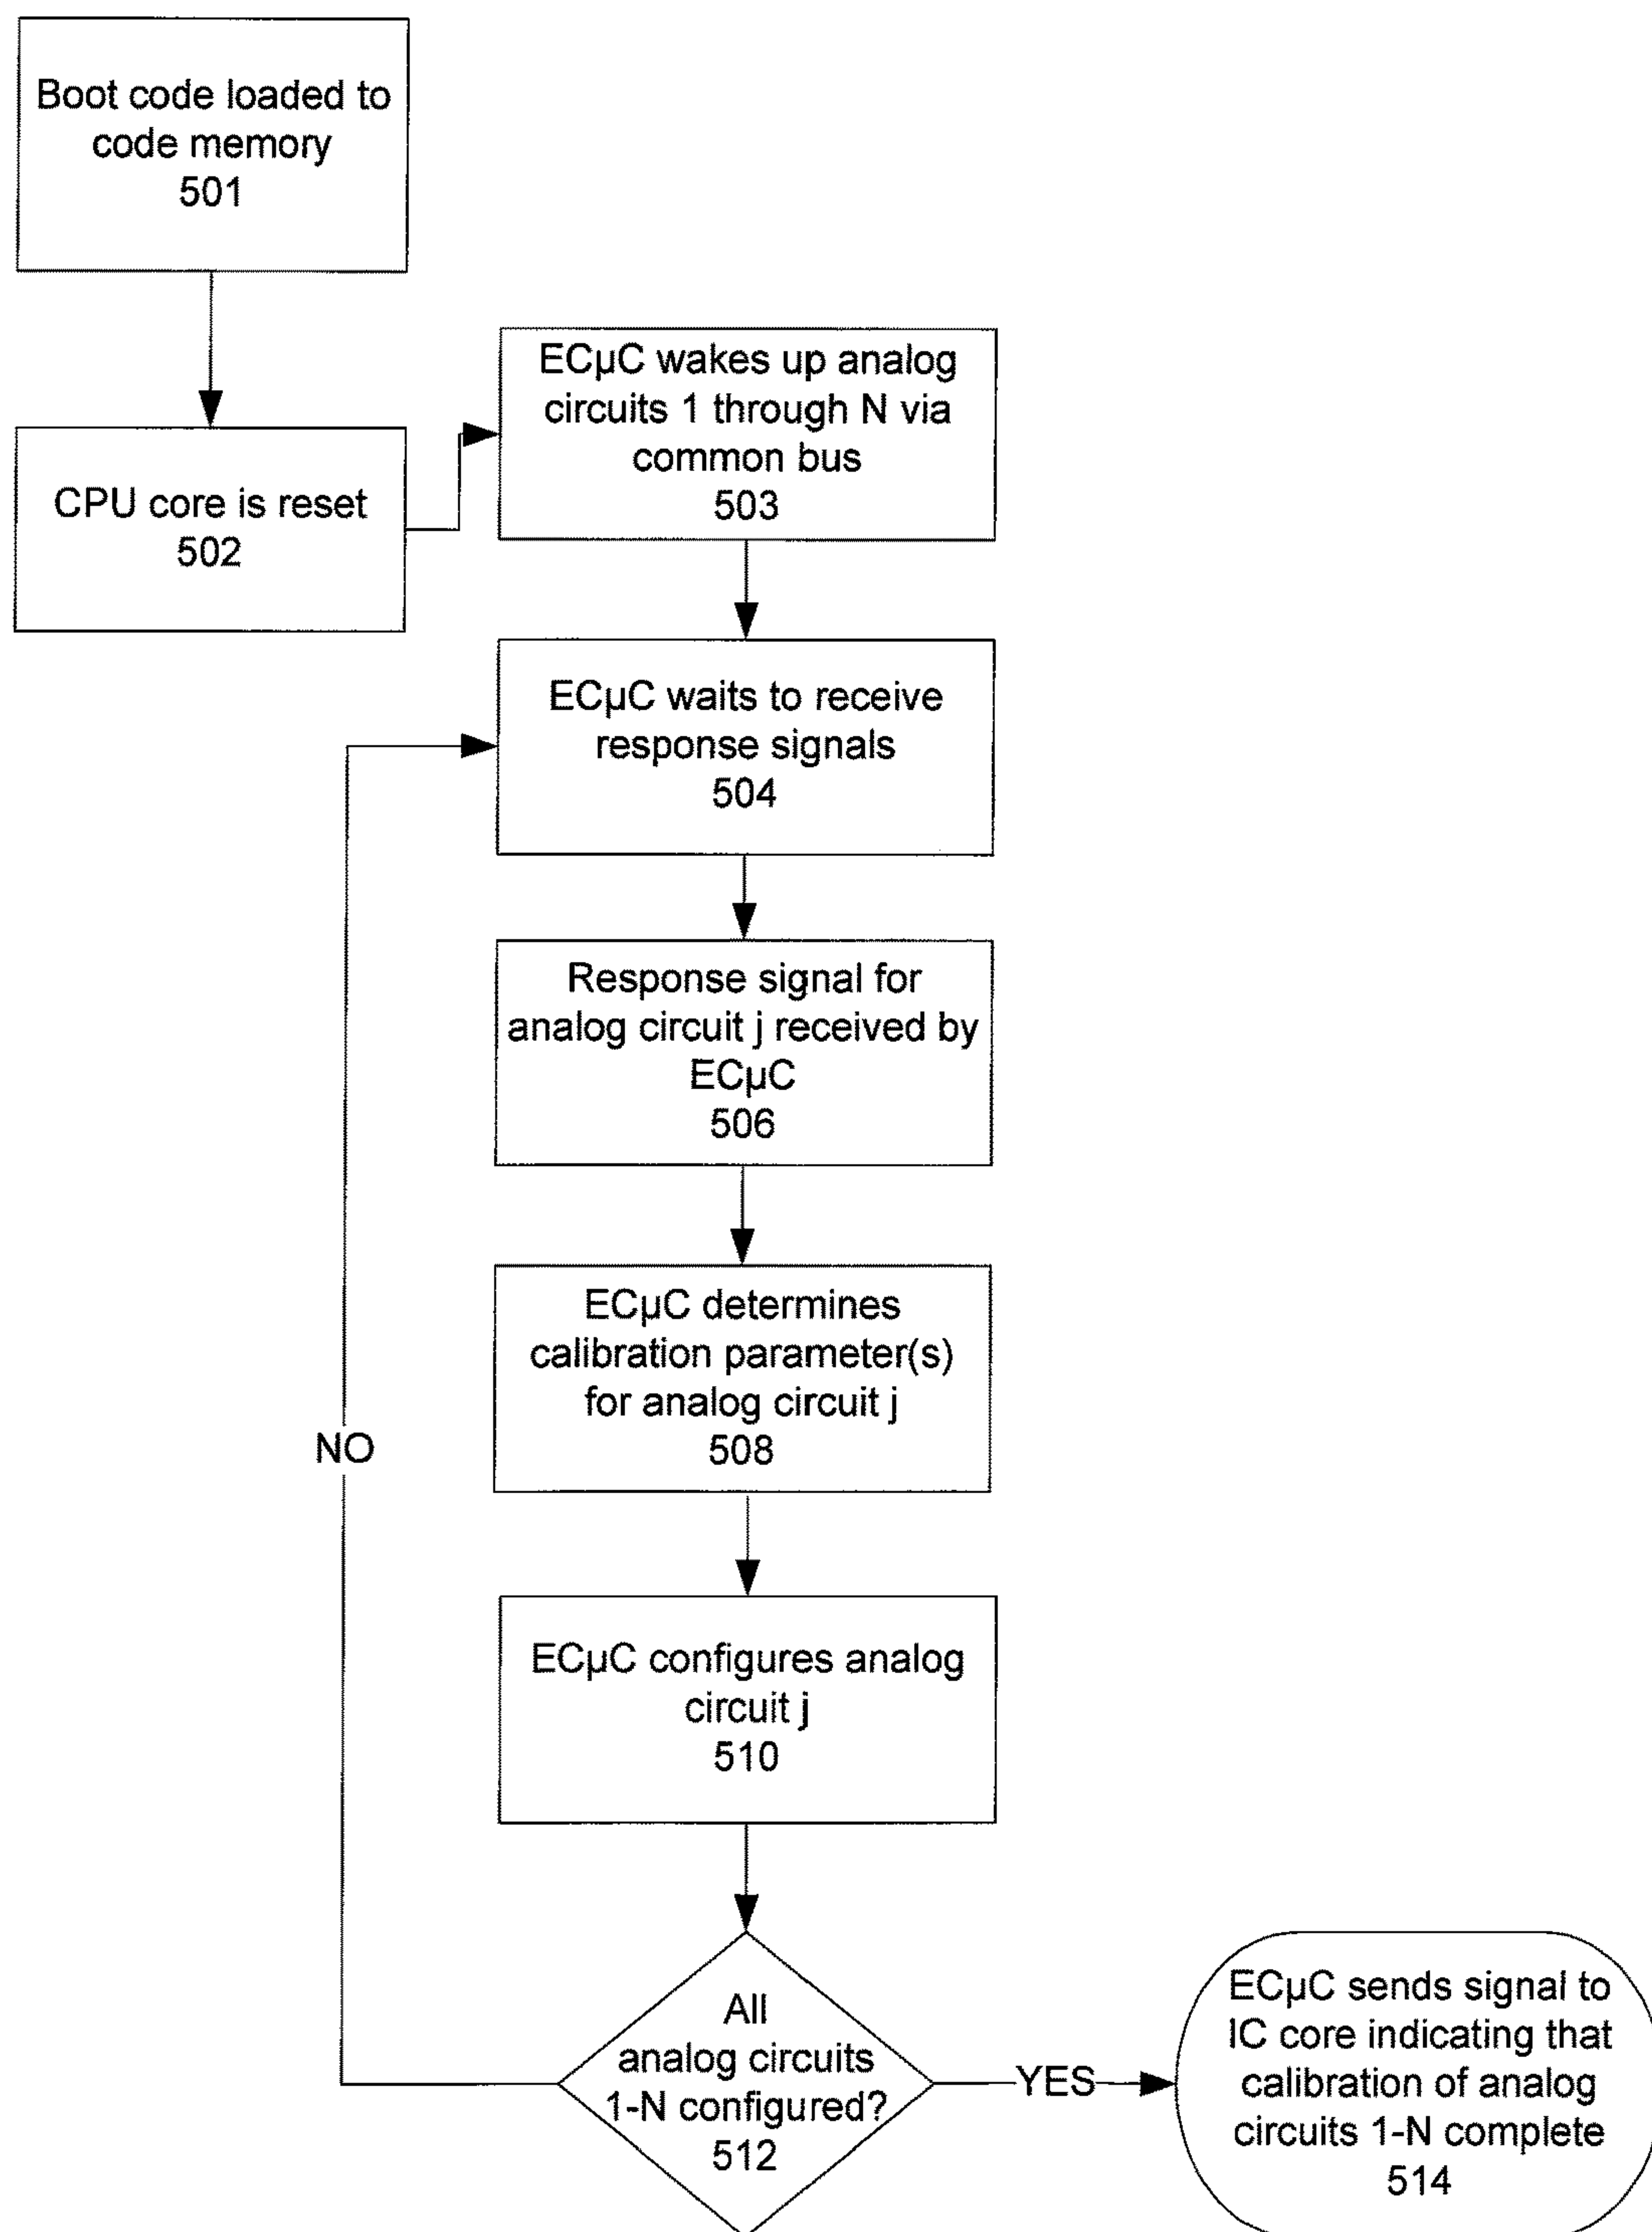 Boot code loaded to
code memory
501
CPU core is reset
502
ECµC wakes up analog
circuits 1 through N via
common bus
503
ECµC waits to receive
response signals
504
Response signal for
analog circuit j received by
ECµC
506
ECµC determines
calibration parameter(s)
for analog circuit j
508
NO
ECµC configures analog
circuit j
510
All
analog circuits
1-N configured?
512
YES
ECµC sends signal to
IC core indicating that
calibration of analog
circuits 1-N complete
514